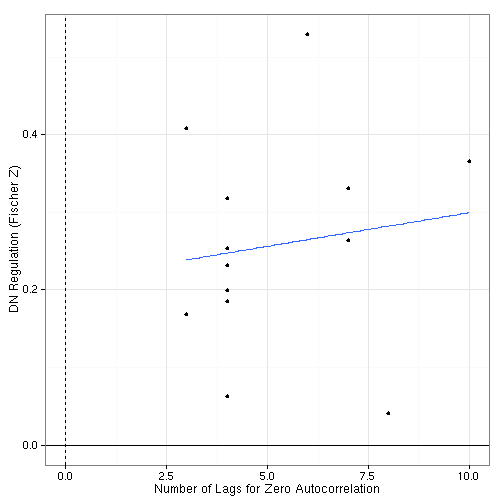 DN Regulation (Fischer Z)
0.4
0.2
0.0
0.0 2.5 5.0 7.5 10.0
Number of Lags for Zero Autocorrelation